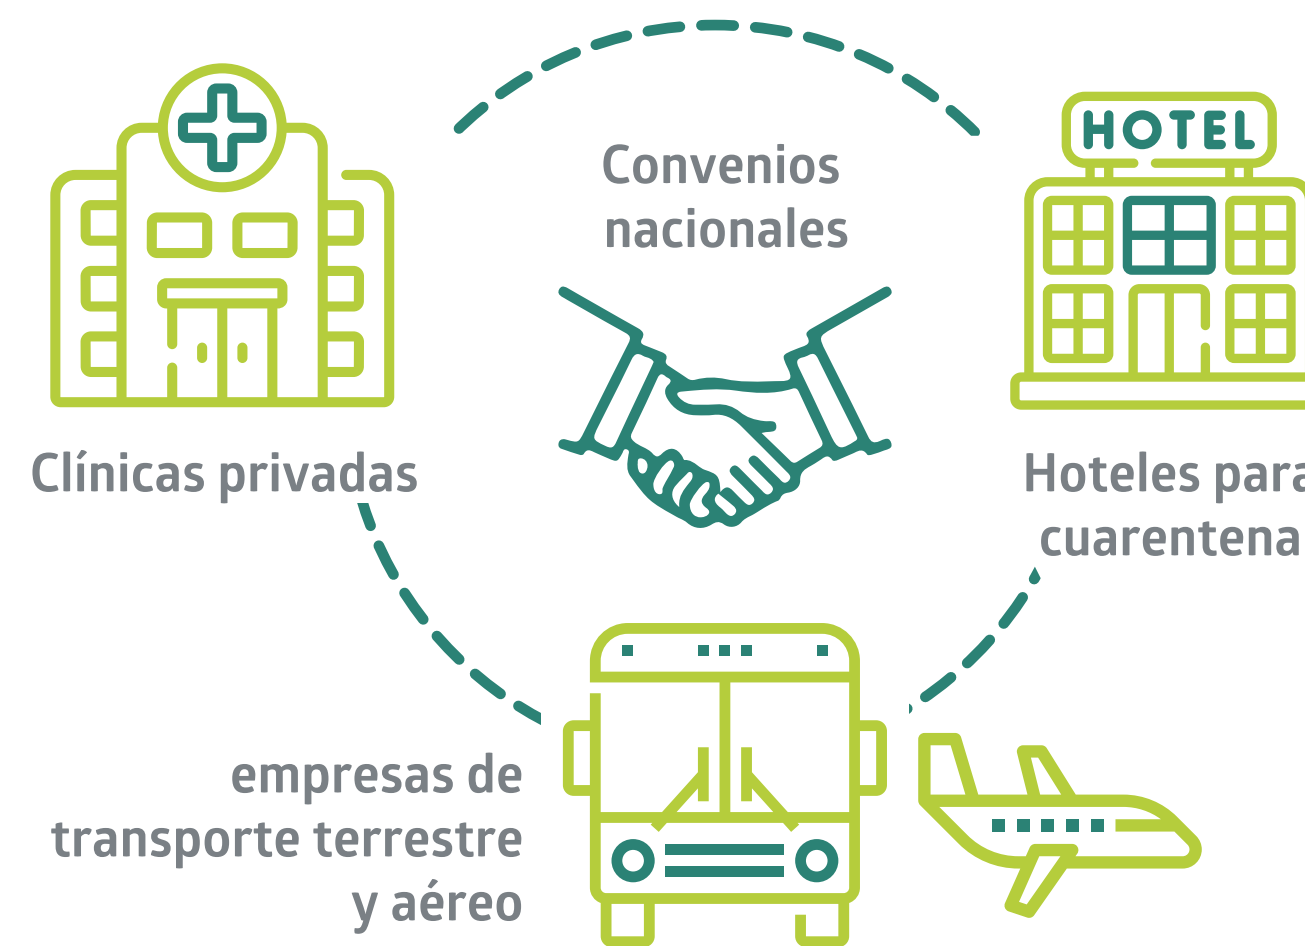 Convenios
nacionales
HOTEL
Clínicas privadas
Hoteles para
cuarentena
empresas de
transporte terrestre
y aéreo